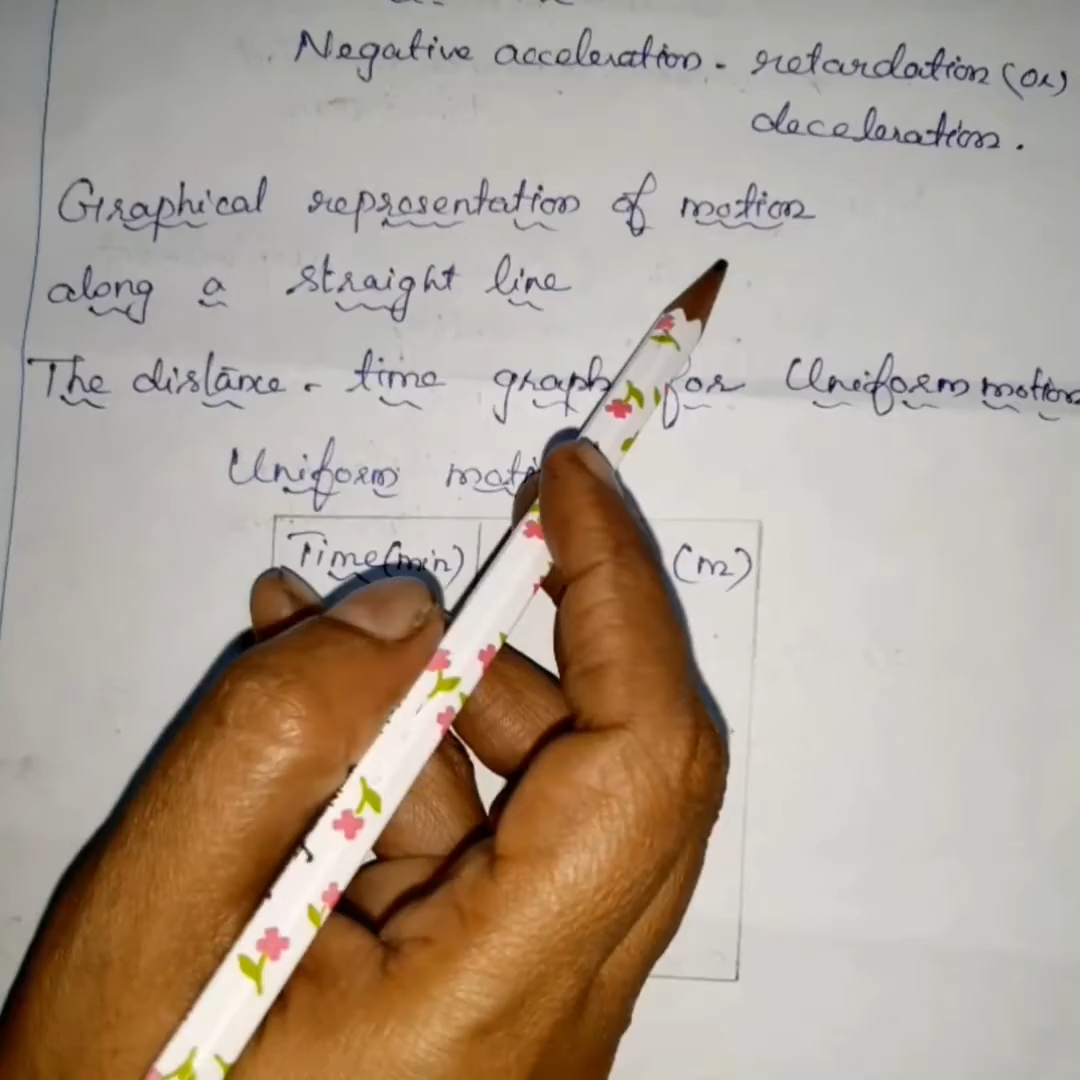 Negative acceleration - retardation (or)
deceleration.
Graphical representation of motion
along a straight line
The distance - time graph for Uniform motion
Uniform
Time (min) (m)